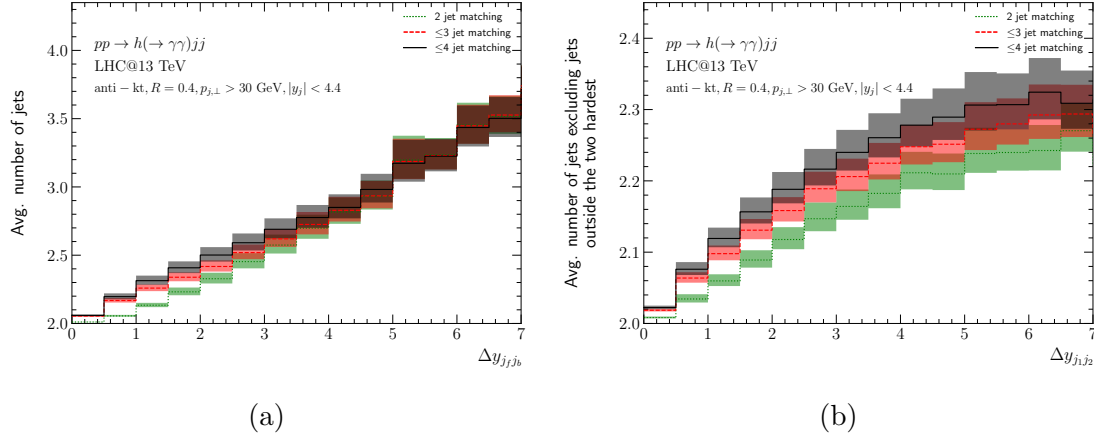 2 jet matching
≤3 jet matching
≤4 jet matching
pp → h(→ γγ)jj
LHC@13 TeV
anti − kt, R = 0.4, p_{j,⊥} > 30 GeV, |y_j| < 4.4
Avg. number of jets
4.0
3.5
3.0
2.5
2.0
0 1 2 3 4 5 6 7
Δy_{j_f j_b}
(a)
2 jet matching
≤3 jet matching
≤4 jet matching
pp → h(→ γγ)jj
LHC@13 TeV
anti − kt, R = 0.4, p_{j,⊥} > 30 GeV, |y_j| < 4.4
Avg. number of jets excluding jets
outside the two hardest
2.4
2.3
2.2
2.1
2.0
0 1 2 3 4 5 6 7
Δy_{j_1 j_2}
(b)